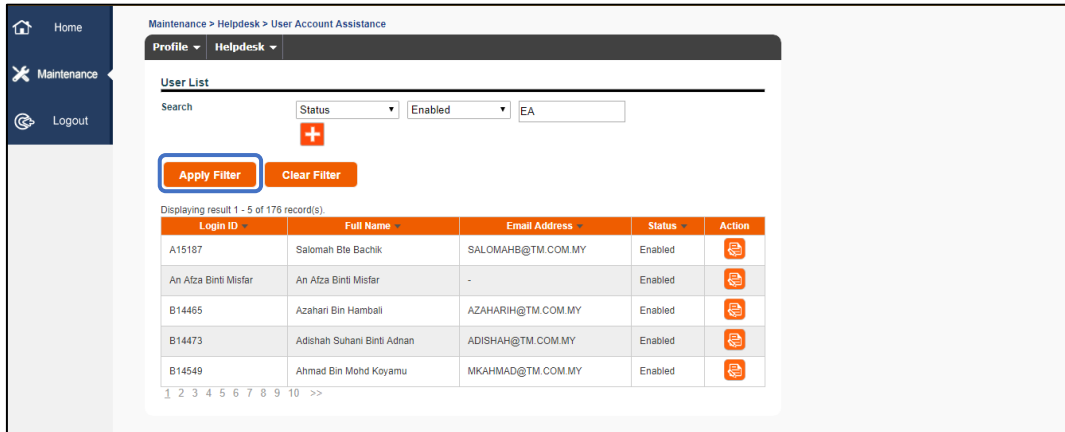 Home
Maintenance
Logout
Maintenance > Helpdesk > User Account Assistance
Profile Helpdesk
User List
Search Status Enabled EA
Apply Filter Clear Filter
Displaying result 1 - 5 of 176 record(s).
Login ID Full Name Email Address Status Action
A15187 Salomah Bte Bachik SALOMAHB@TM.COM.MY Enabled
An Afza Binti Misfar An Afza Binti Misfar - Enabled
B14465 Azahari Bin Hambali AZAHARIH@TM.COM.MY Enabled
B14473 Adishah Suhani Binti Adnan ADISHAH@TM.COM.MY Enabled
B14549 Ahmad Bin Mohd Koyamu MKAHMAD@TM.COM.MY Enabled
1 2 3 4 5 6 7 8 9 10 >>